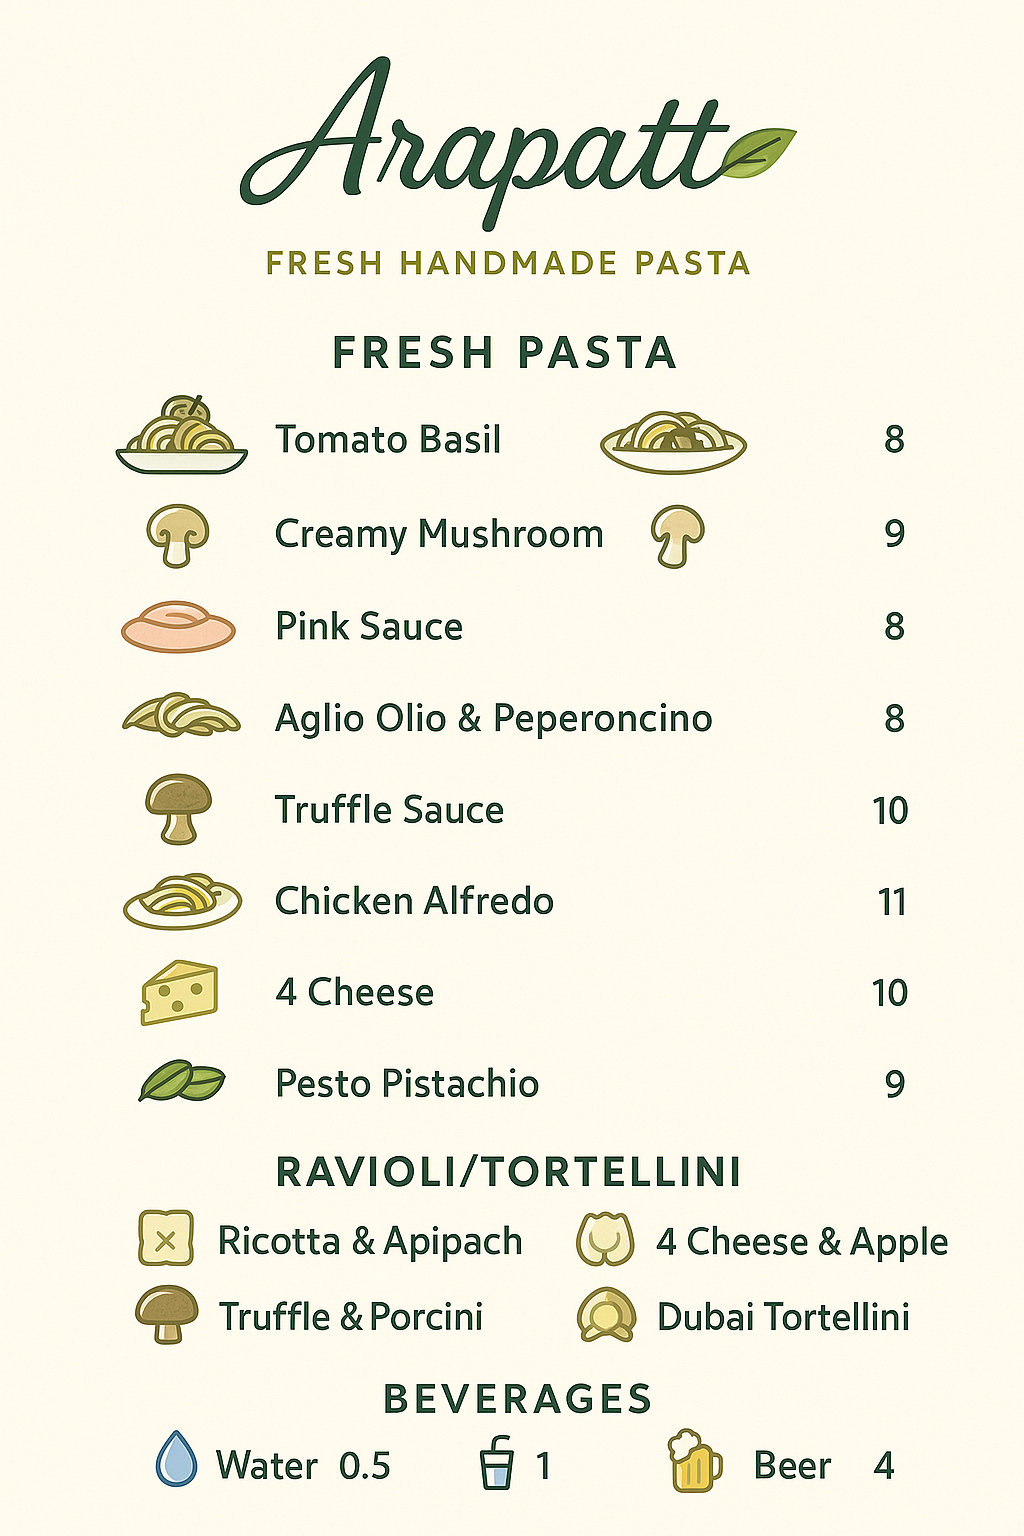 Arapatt
FRESH HANDMADE PASTA
FRESH PASTA
Tomato Basil 8
Creamy Mushroom 9
Pink Sauce 8
Aglio Olio & Peperoncino 8
Truffle Sauce 10
Chicken Alfredo 11
4 Cheese 10
Pesto Pistachio 9
RAVIOLI/TORTELLINI
Ricotta & Apipach 4 Cheese & Apple
Truffle & Porcini Dubai Tortellini
BEVERAGES
Water 0.5 1 Beer 4